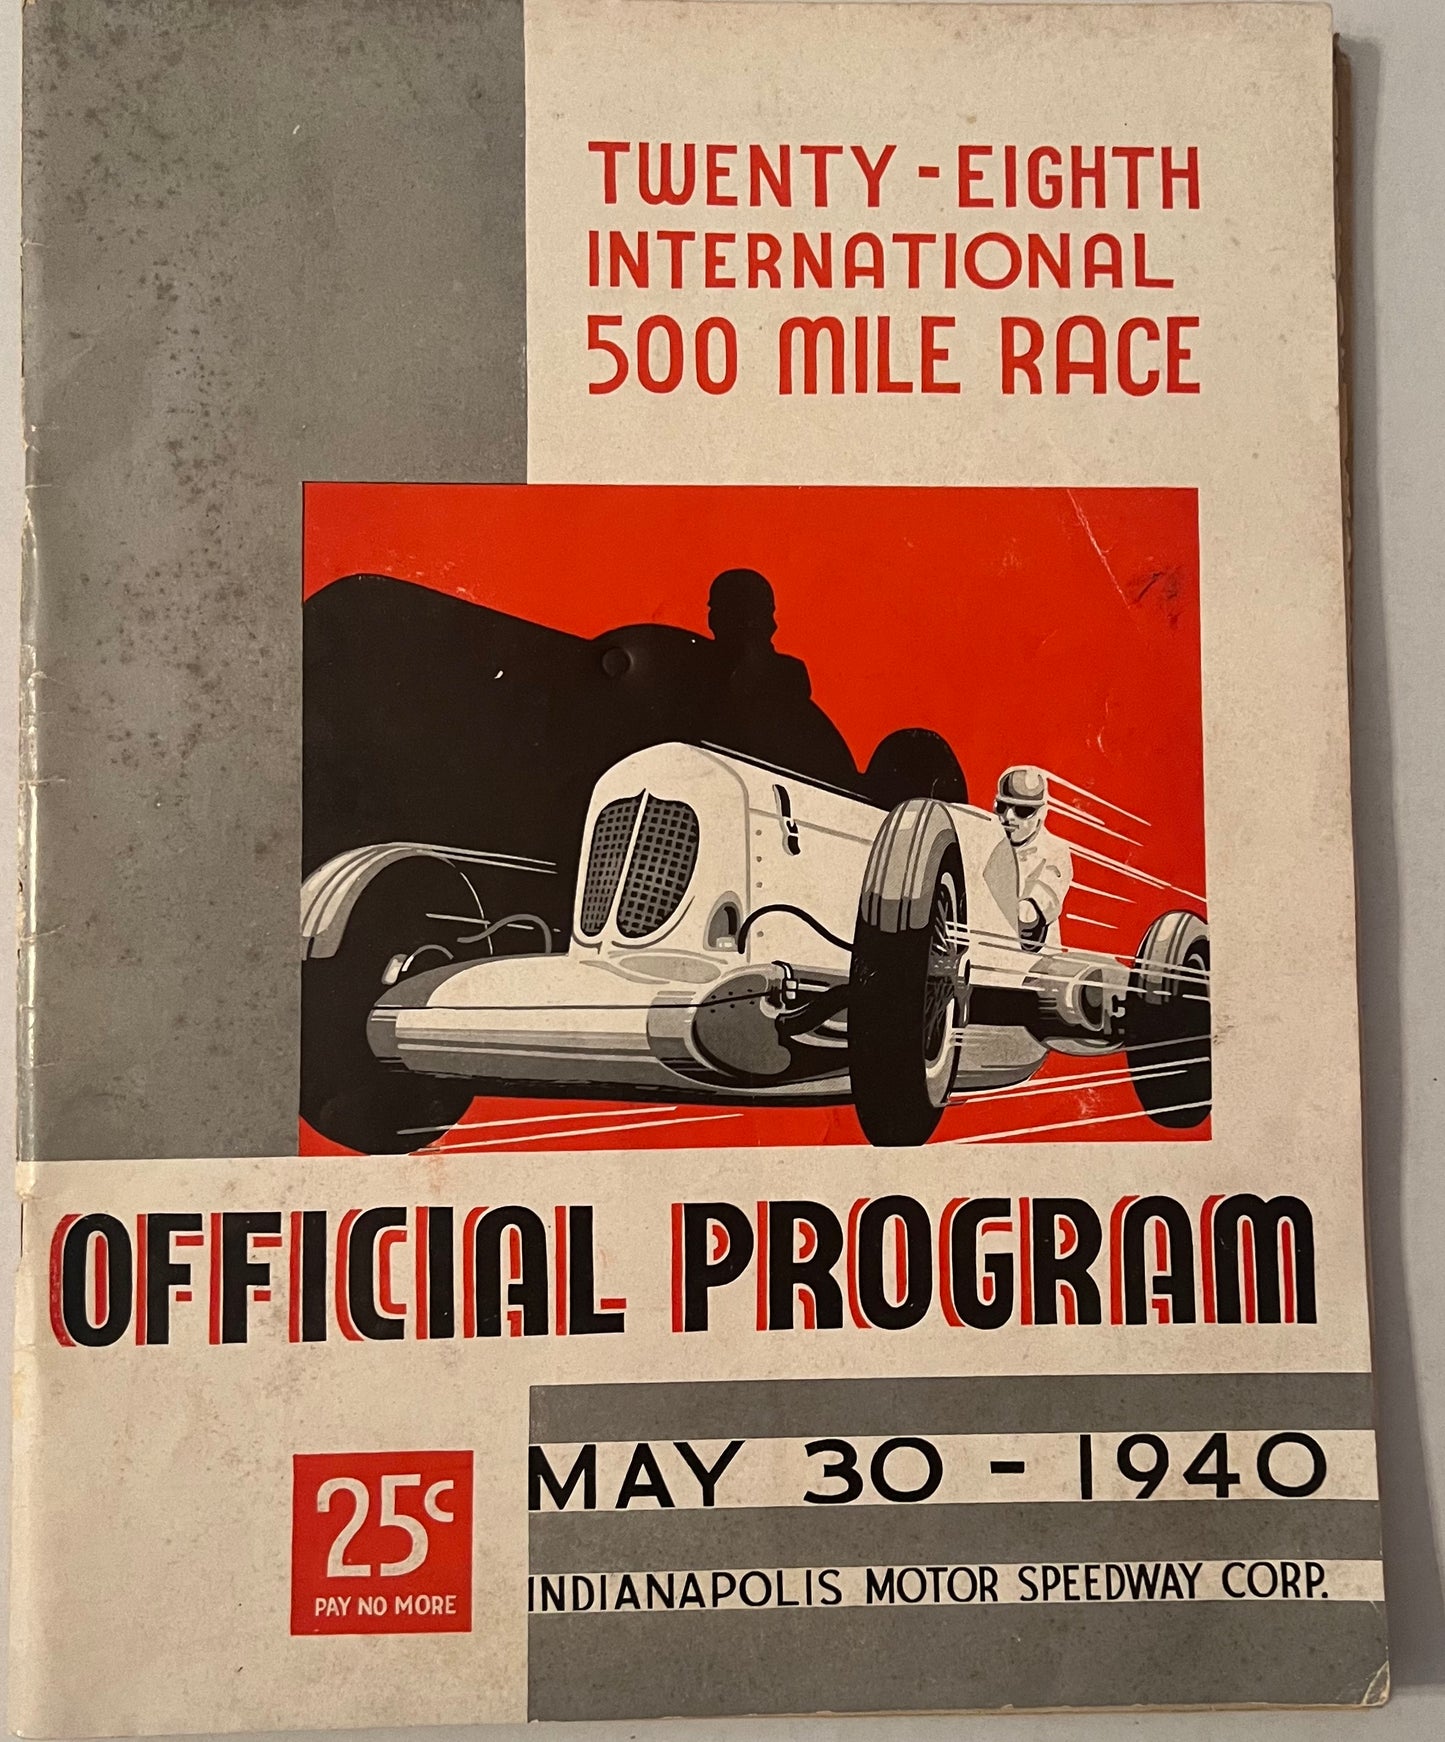 TWENTY-EIGHTH
INTERNATIONAL
500 MILE RACE
OFFICIAL PROGRAM
25¢
PAY NO MORE
MAY 30 - 1940
INDIANAPOLIS MOTOR SPEEDWAY CORP.